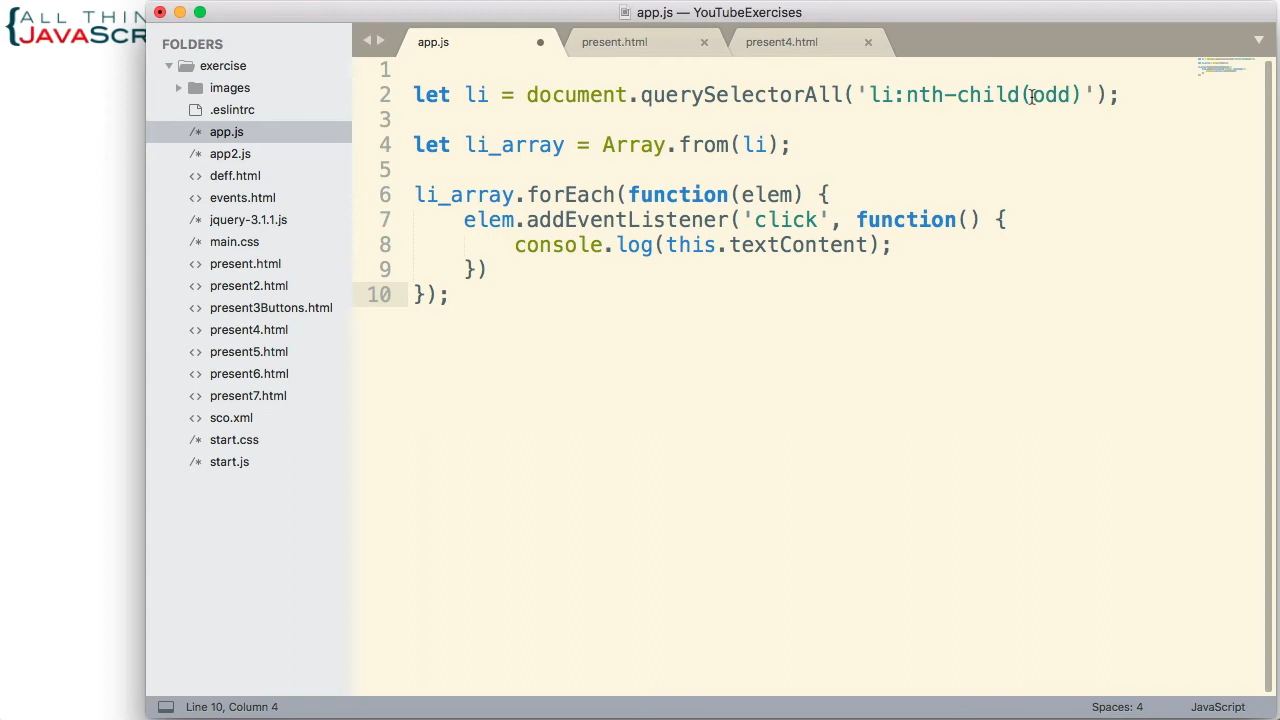 {ALL THIN
JAVASCR
app.js — YouTubeExercises
FOLDERS
exercise
images
.eslintrc
/* app.js
/* app2.js
<> deff.html
<> events.html
/* jquery-3.1.1.js
/* main.css
<> present.html
<> present2.html
<> present3Buttons.html
<> present4.html
<> present5.html
<> present6.html
<> present7.html
<> sco.xml
/* start.css
/* start.js
app.js
present.html
present4.html
1
2 let li = document.querySelectorAll('li:nth-child(odd)');
3
4 let li_array = Array.from(li);
5
6 li_array.forEach(function(elem) {
7 elem.addEventListener('click', function() {
8 console.log(this.textContent);
9 })
10 });
Line 10, Column 4
Spaces: 4
JavaScript